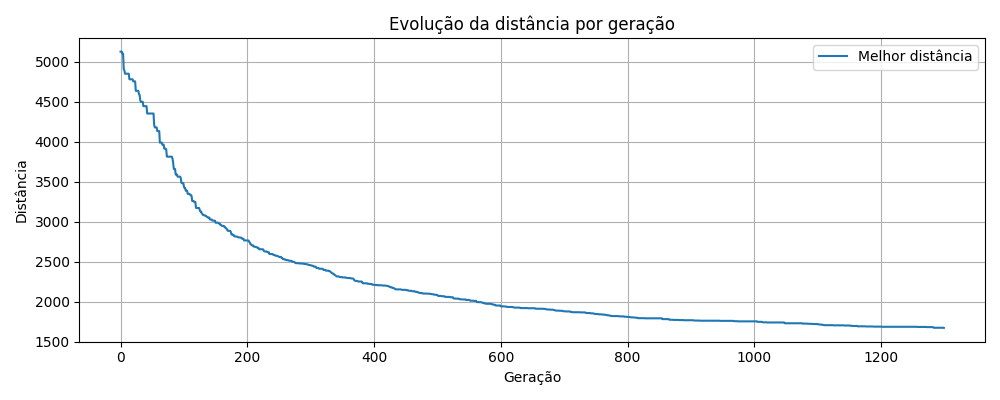 Evolução da distância por geração
Melhor distância
Distância
5000
4500
4000
3500
3000
2500
2000
1500
0 200 400 600 800 1000 1200
Geração